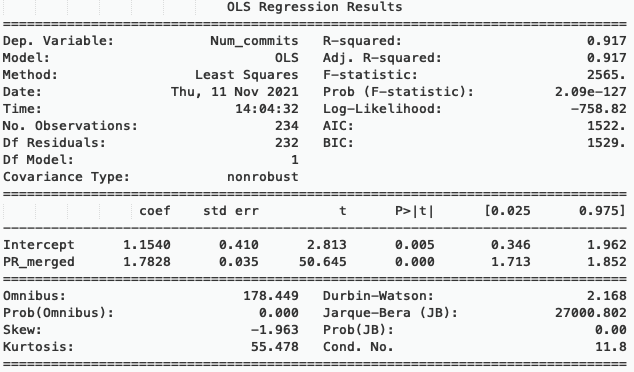 OLS Regression Results
==============================================================================
Dep. Variable: Num_commits R-squared: 0.917
Model: OLS Adj. R-squared: 0.917
Method: Least Squares F-statistic: 2565.
Date: Thu, 11 Nov 2021 Prob (F-statistic): 2.09e-127
Time: 14:04:32 Log-Likelihood: -758.82
No. Observations: 234 AIC: 1522.
Df Residuals: 232 BIC: 1529.
Df Model: 1
Covariance Type: nonrobust
==============================================================================
coef std err t P>|t| [0.025 0.975]
------------------------------------------------------------------------------
Intercept 1.1540 0.410 2.813 0.005 0.346 1.962
PR_merged 1.7828 0.035 50.645 0.000 1.713 1.852
==============================================================================
Omnibus: 178.449 Durbin-Watson: 2.168
Prob(Omnibus): 0.000 Jarque-Bera (JB): 27000.802
Skew: -1.963 Prob(JB): 0.00
Kurtosis: 55.478 Cond. No. 11.8
==============================================================================